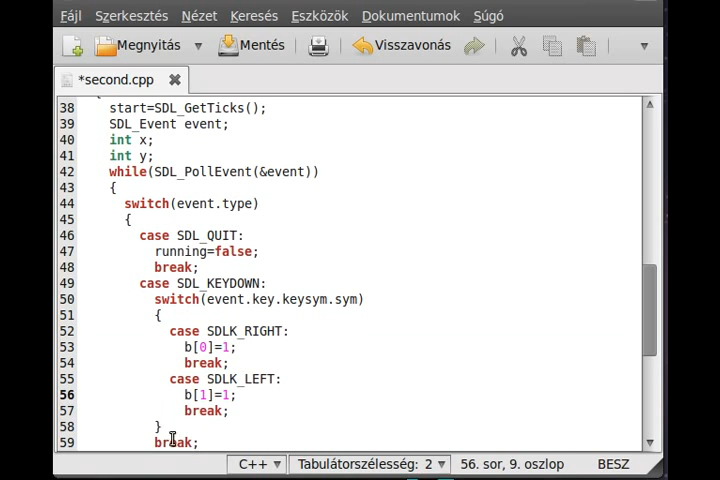 Fájl Szerkesztés Nézet Keresés Eszközök Dokumentumok Súgó
Megnyitás Mentés Visszavonás
*second.cpp
38 start=SDL_GetTicks();
39 SDL_Event event;
40 int x;
41 int y;
42 while(SDL_PollEvent(&event))
43 {
44 switch(event.type)
45 {
46 case SDL_QUIT:
47 running=false;
48 break;
49 case SDL_KEYDOWN:
50 switch(event.key.keysym.sym)
51 {
52 case SDLK_RIGHT:
53 b[0]=1;
54 break;
55 case SDLK_LEFT:
56 b[1]=1;
57 break;
58 }
59 break;
C++ Tabulátorszélesség: 2 56. sor, 9. oszlop BESZ